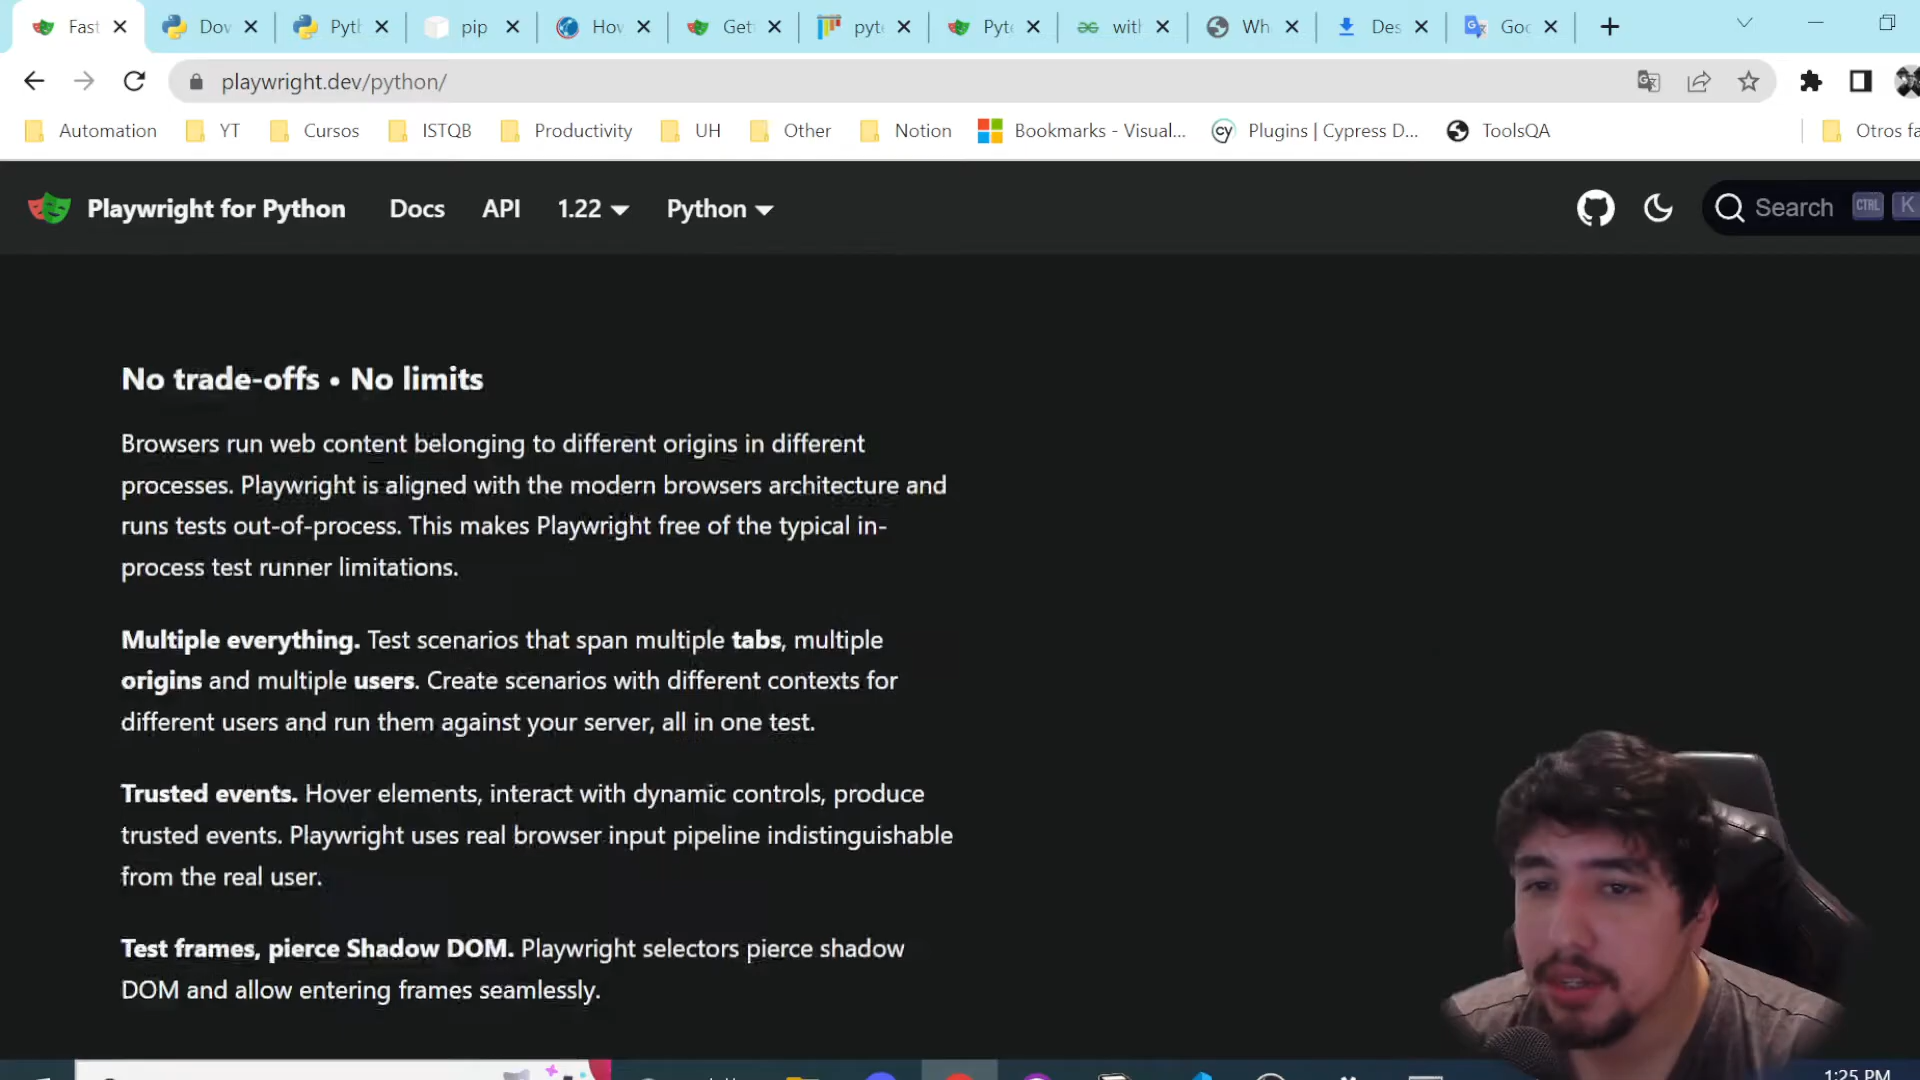 Fast
Dov
Pyth
pip
How
Get
pyte
Pyte
with
Wh
Des
Goo
playwright.dev/python/
Automation
YT
Cursos
ISTQB
Productivity
UH
Other
Notion
Bookmarks - Visual...
cy
Plugins | Cypress D...
ToolsQA
Otros fa
Playwright for Python
Docs
API
1.22
Python
Search
CTRL
K
No trade-offs • No limits
Browsers run web content belonging to different origins in different
processes. Playwright is aligned with the modern browsers architecture and
runs tests out-of-process. This makes Playwright free of the typical in-
process test runner limitations.
Multiple everything. Test scenarios that span multiple tabs, multiple
origins and multiple users. Create scenarios with different contexts for
different users and run them against your server, all in one test.
Trusted events. Hover elements, interact with dynamic controls, produce
trusted events. Playwright uses real browser input pipeline indistinguishable
from the real user.
Test frames, pierce Shadow DOM. Playwright selectors pierce shadow
DOM and allow entering frames seamlessly.
1:25 PM